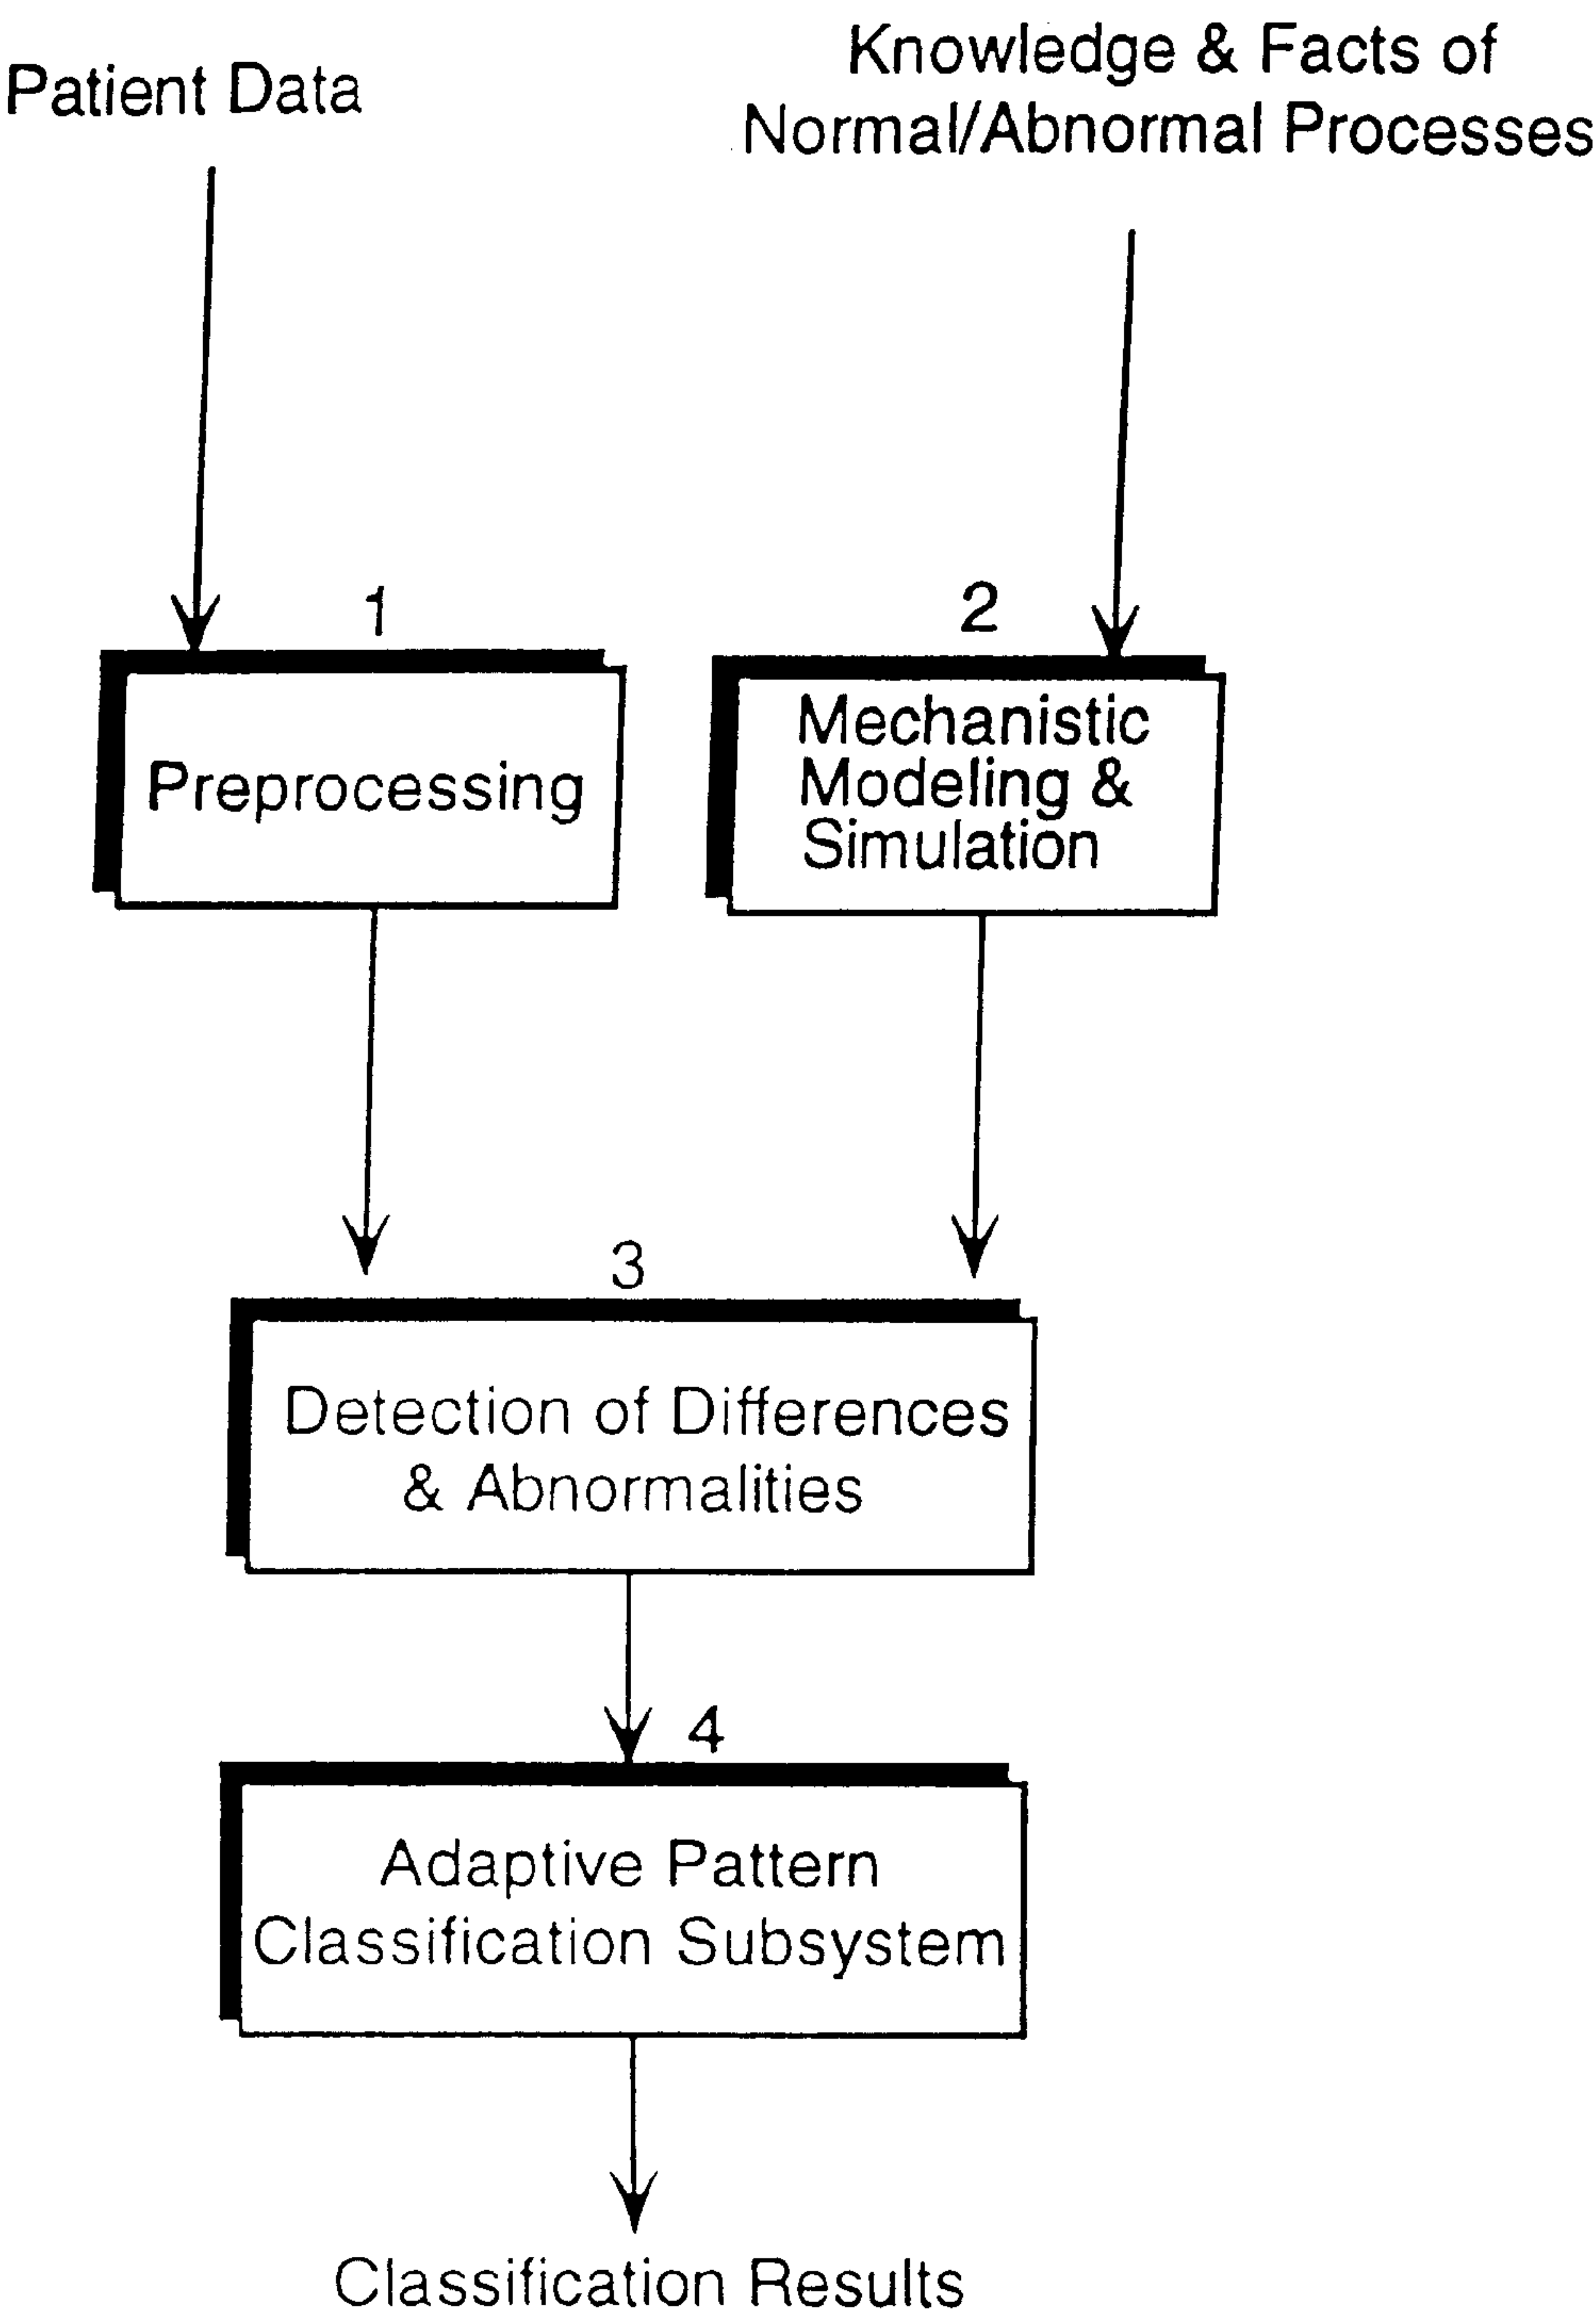 Patient Data
Knowledge & Facts of
Normal/Abnormal Processes
1
Preprocessing
2
Mechanistic
Modeling &
Simulation
3
Detection of Differences
& Abnormalities
4
Adaptive Pattern
Classification Subsystem
Classification Results